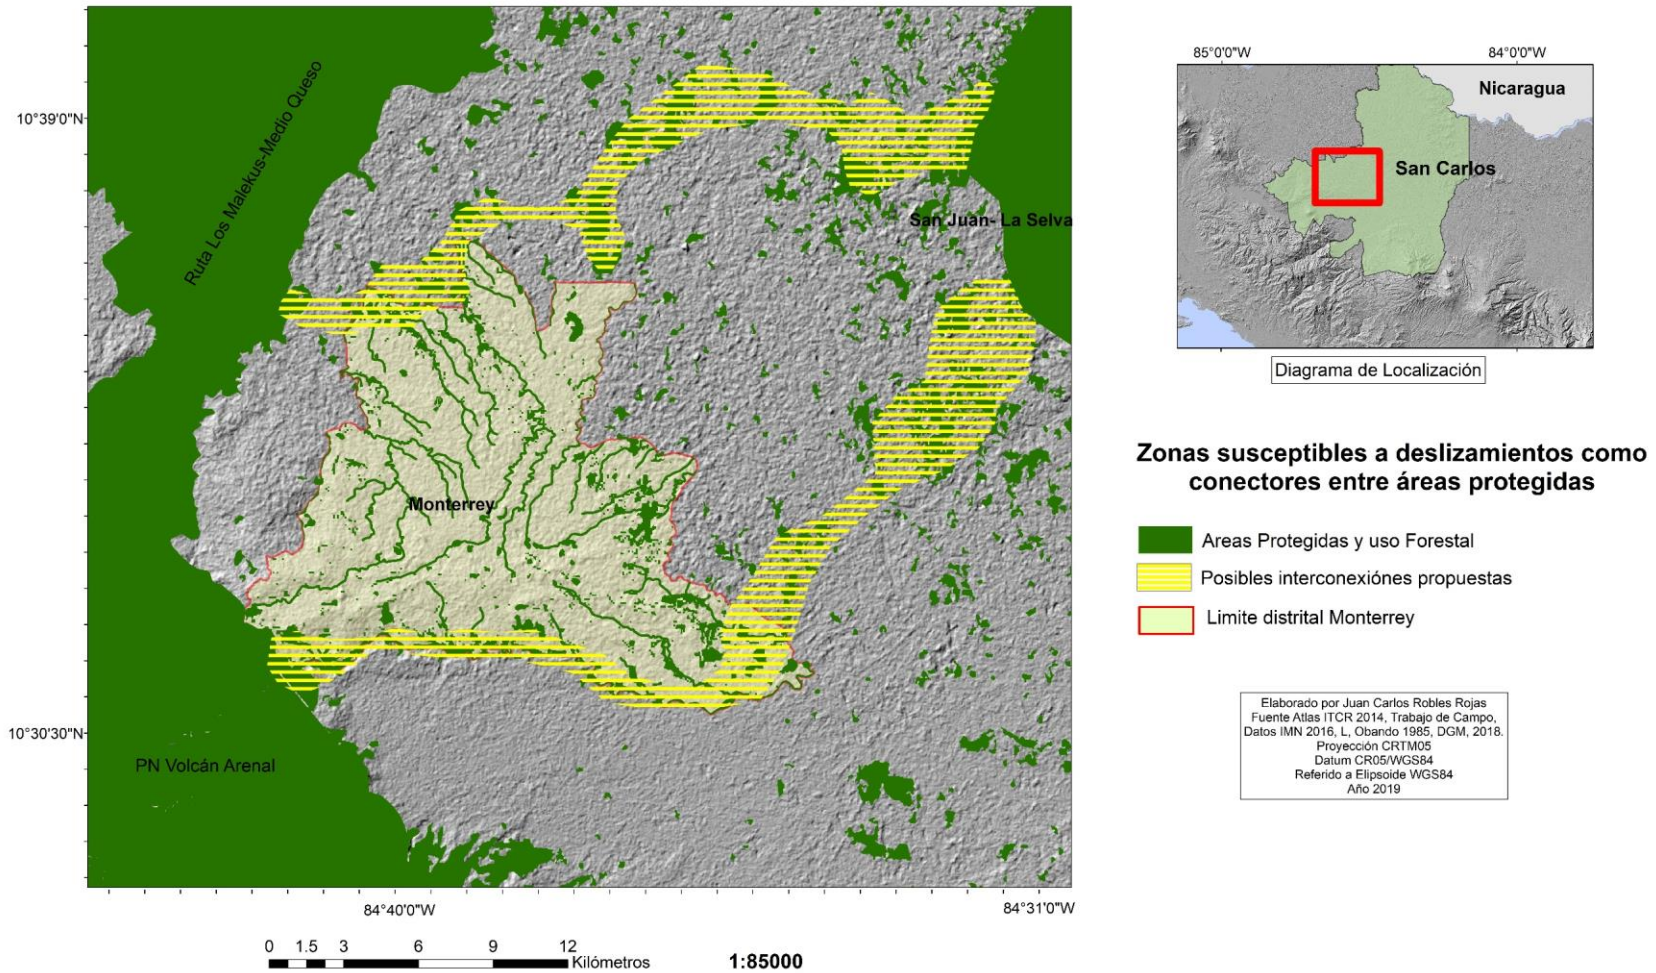 10°39'0"N
10°30'30"N
84°40'0"W
84°31'0"W
Ruta Los Malekus-Medio Queso
San Juan- La Selva
Monterrey
PN Volcán Arenal
0 1.5 3 6 9 12
Kilómetros
1:85000
85°0'0"W
84°0'0"W
Nicaragua
San Carlos
Diagrama de Localización
Zonas susceptibles a deslizamientos como
conectores entre áreas protegidas
Areas Protegidas y uso Forestal
Posibles interconexiónes propuestas
Limite distrital Monterrey
Elaborado por Juan Carlos Robles Rojas
Fuente Atlas ITCR 2014, Trabajo de Campo,
Datos IMN 2016, L, Obando 1985, DGM, 2018.
Proyección CRTM05
Datum CR05/WGS84
Referido a Elipsoide WGS84
Año 2019